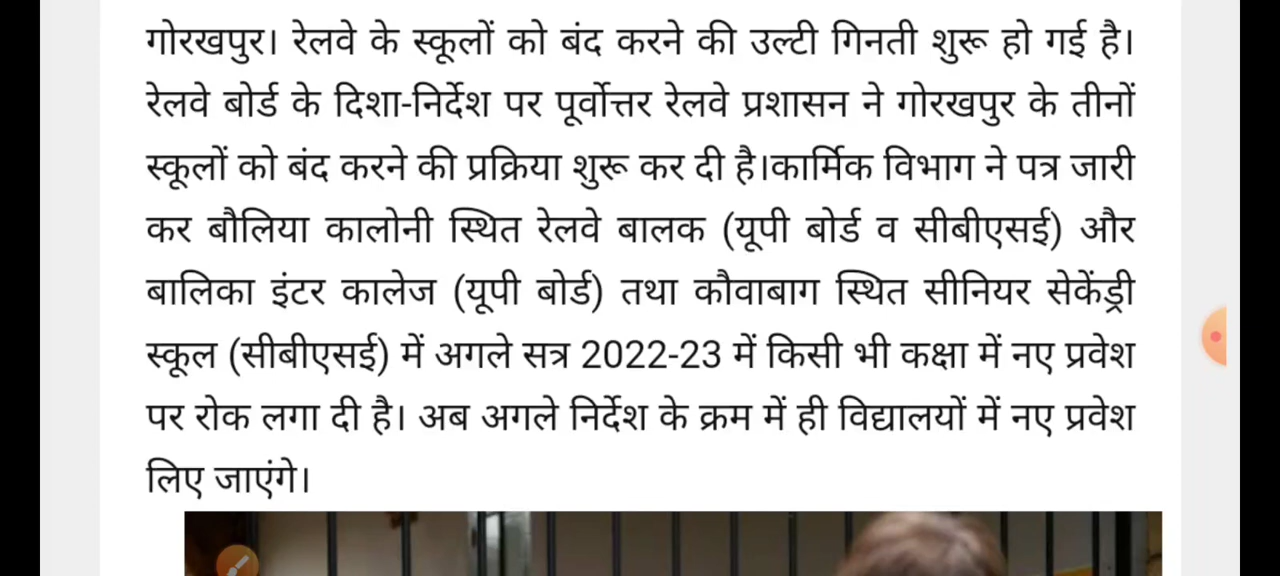 गोरखपुर। रेलवे के स्कूलों को बंद करने की उल्टी गिनती शुरू हो गई है।
रेलवे बोर्ड के दिशा-निर्देश पर पूर्वोत्तर रेलवे प्रशासन ने गोरखपुर के तीनों
स्कूलों को बंद करने की प्रक्रिया शुरू कर दी है।कार्मिक विभाग ने पत्र जारी
कर बौलिया कालोनी स्थित रेलवे बालक (यूपी बोर्ड व सीबीएसई) और
बालिका इंटर कालेज (यूपी बोर्ड) तथा कौवाबाग स्थित सीनियर सेकेंड्री
स्कूल (सीबीएसई) में अगले सत्र 2022-23 में किसी भी कक्षा में नए प्रवेश
पर रोक लगा दी है। अब अगले निर्देश के क्रम में ही विद्यालयों में नए प्रवेश
लिए जाएंगे।